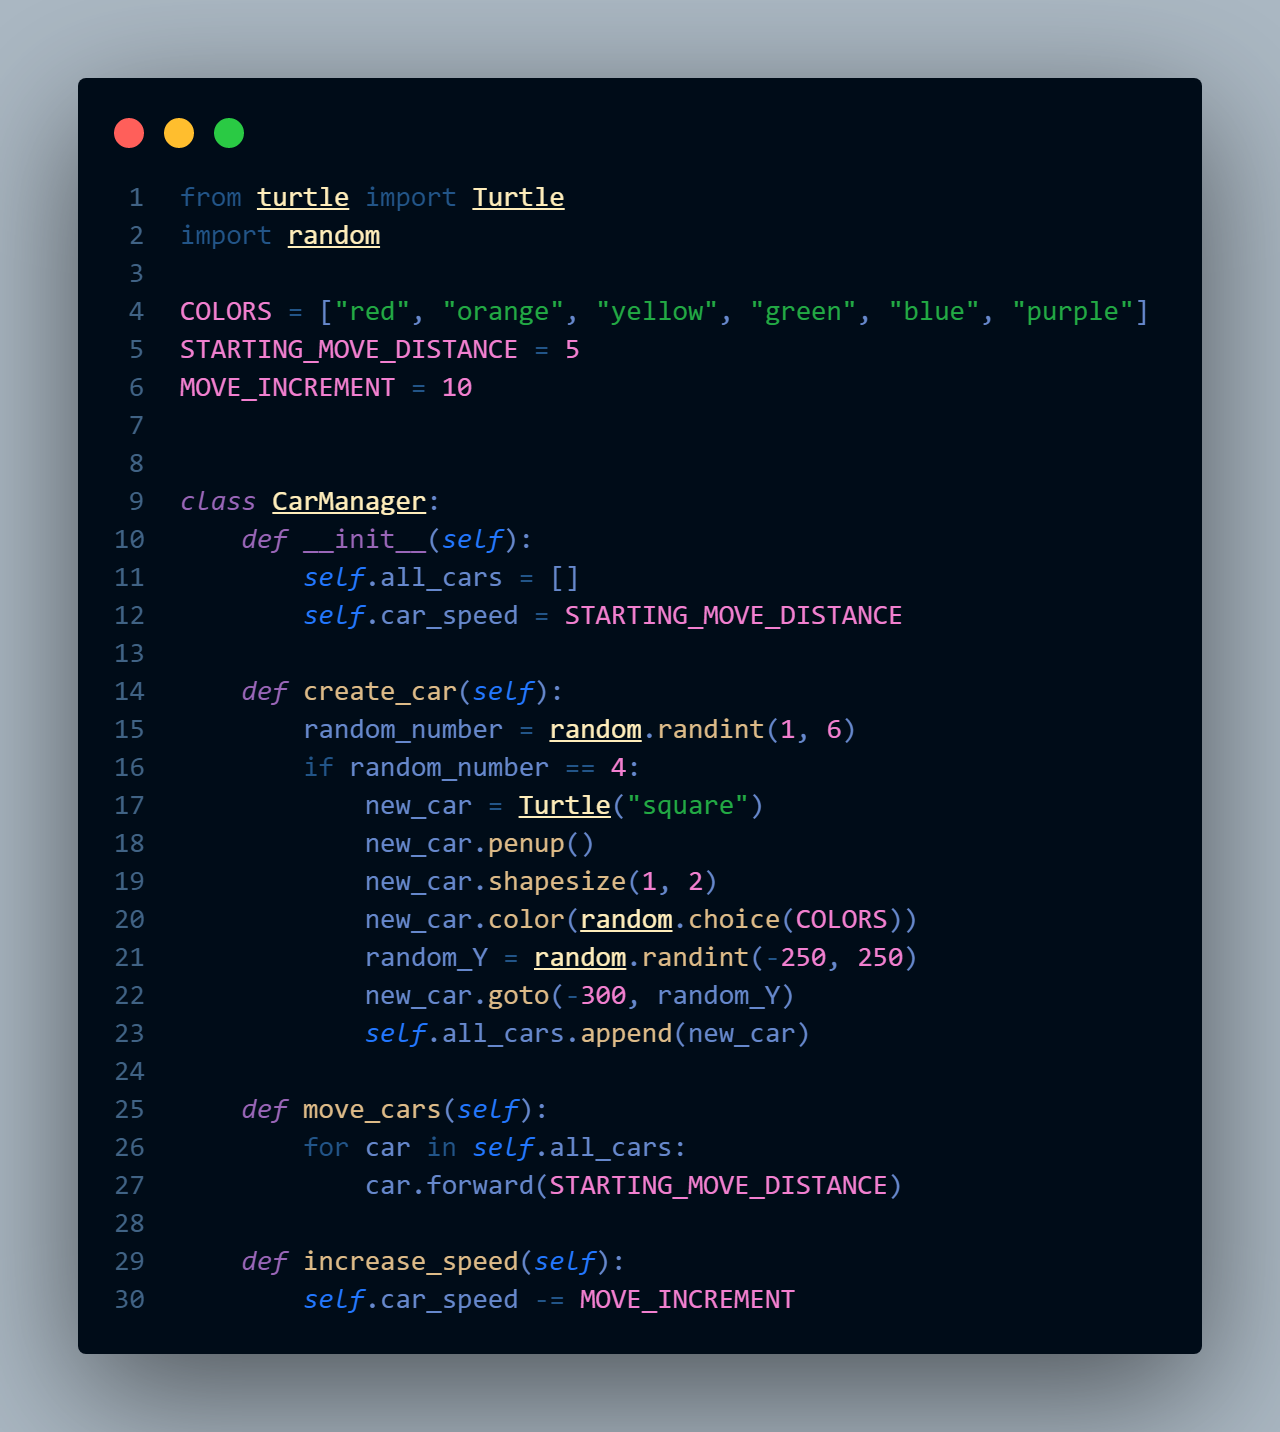 1 from turtle import Turtle
2 import random
3
4 COLORS = ["red", "orange", "yellow", "green", "blue", "purple"]
5 STARTING_MOVE_DISTANCE = 5
6 MOVE_INCREMENT = 10
7
8
9 class CarManager:
10     def __init__(self):
11         self.all_cars = []
12         self.car_speed = STARTING_MOVE_DISTANCE
13
14     def create_car(self):
15         random_number = random.randint(1, 6)
16         if random_number == 4:
17             new_car = Turtle("square")
18             new_car.penup()
19             new_car.shapesize(1, 2)
20             new_car.color(random.choice(COLORS))
21             random_Y = random.randint(-250, 250)
22             new_car.goto(-300, random_Y)
23             self.all_cars.append(new_car)
24
25     def move_cars(self):
26         for car in self.all_cars:
27             car.forward(STARTING_MOVE_DISTANCE)
28
29     def increase_speed(self):
30         self.car_speed -= MOVE_INCREMENT